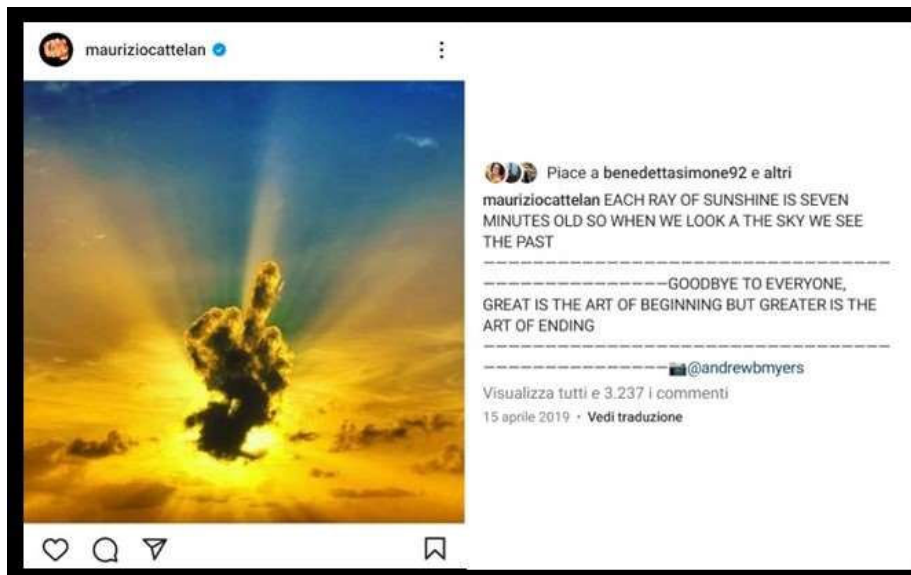 mauriziocattelan
Piace a benedettasimone92 e altri
mauriziocattelan EACH RAY OF SUNSHINE IS SEVEN
MINUTES OLD SO WHEN WE LOOK A THE SKY WE SEE
THE PAST
—————————————————————————————————
———————————————GOODBYE TO EVERYONE,
GREAT IS THE ART OF BEGINNING BUT GREATER IS THE
ART OF ENDING
—————————————————————————————————
———————————————📷@andrewbmyers
Visualizza tutti e 3.237 i commenti
15 aprile 2019 • Vedi traduzione